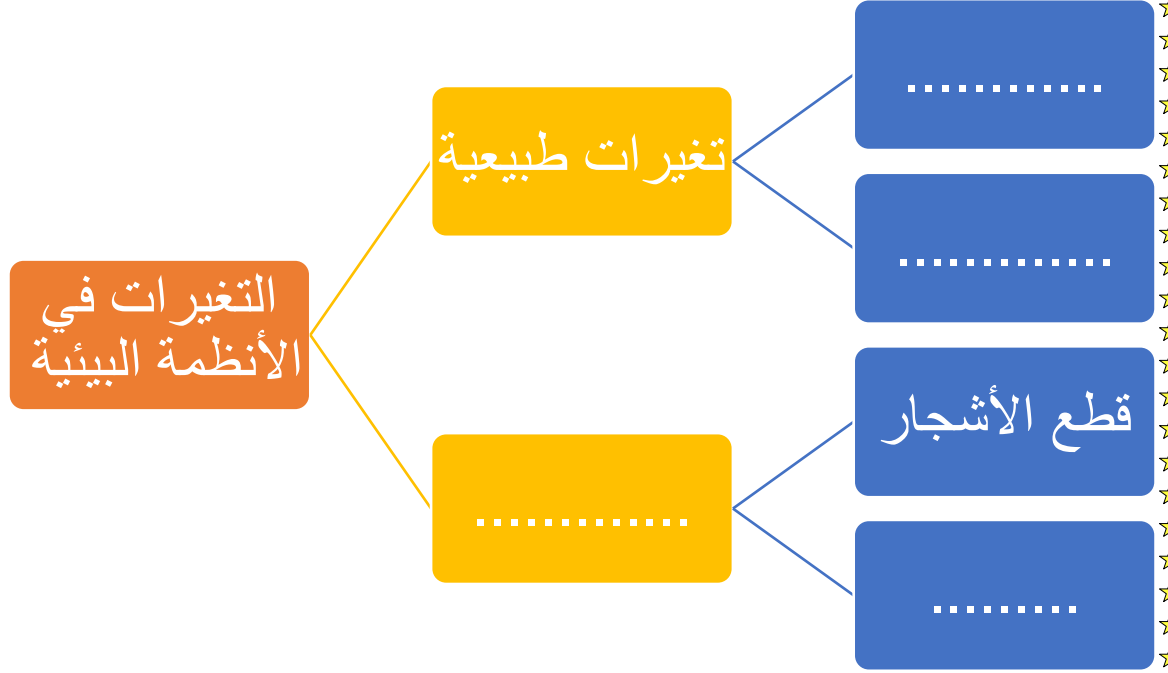 التغيرات في
الأنظمة البيئية
تغيرات طبيعية
.............
............
.............
قطع الأشجار
.........